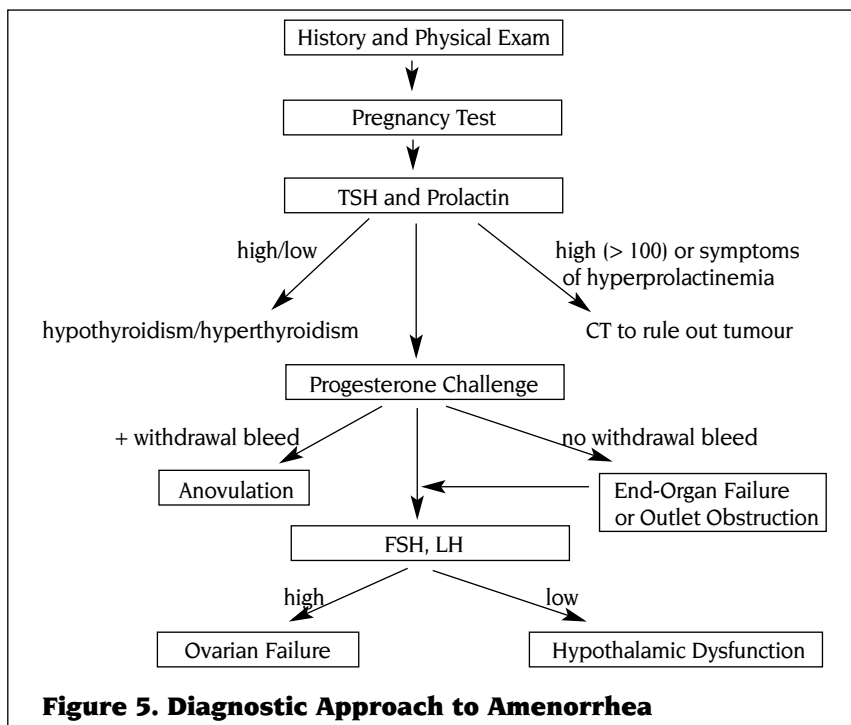 History and Physical Exam
Pregnancy Test
TSH and Prolactin
high/low
high (> 100) or symptoms
of hyperprolactinemia
hypothyroidism/hyperthyroidism
CT to rule out tumour
Progesterone Challenge
+ withdrawal bleed
no withdrawal bleed
Anovulation
End-Organ Failure
or Outlet Obstruction
FSH, LH
high
low
Ovarian Failure
Hypothalamic Dysfunction
Figure 5. Diagnostic Approach to Amenorrhea